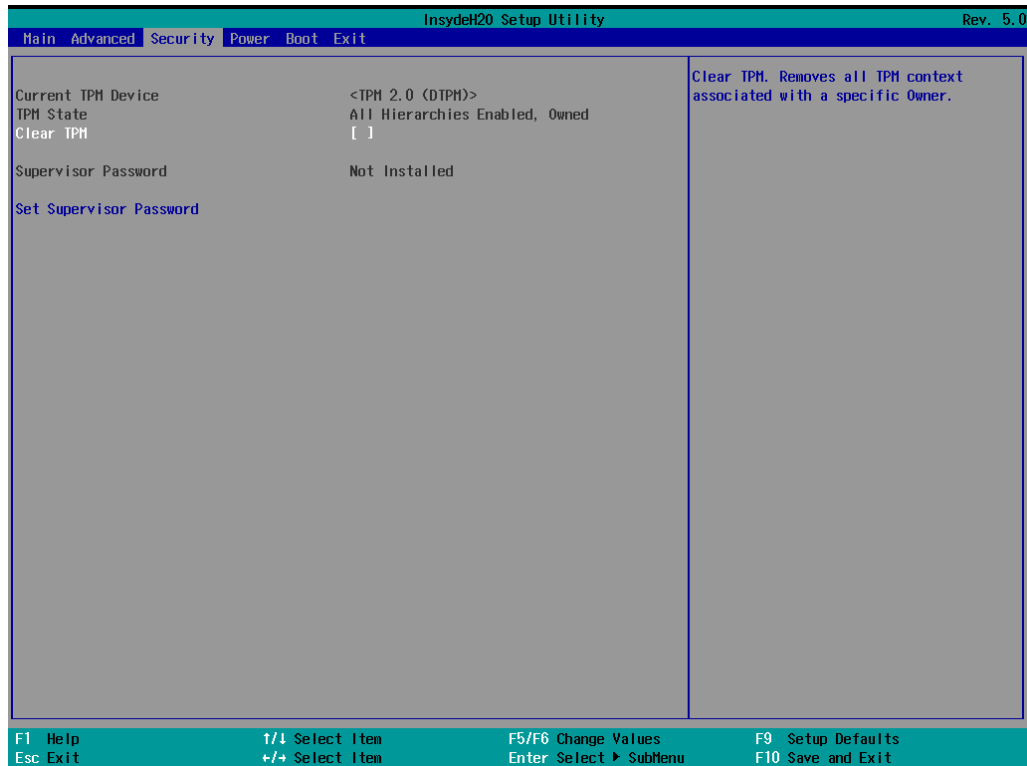 InsydeH2O Setup Utility Rev. 5.0
Main Advanced Security Power Boot Exit
Current TPM Device <TPM 2.0 (DTPM)>
TPM State All Hierarchies Enabled, Owned
Clear TPM [ ]
Supervisor Password Not Installed
Set Supervisor Password
Clear TPM. Removes all TPM context
associated with a specific Owner.
F1 Help ↑/↓ Select Item F5/F6 Change Values F9 Setup Defaults
Esc Exit ←/→ Select Item Enter Select ▶ SubMenu F10 Save and Exit